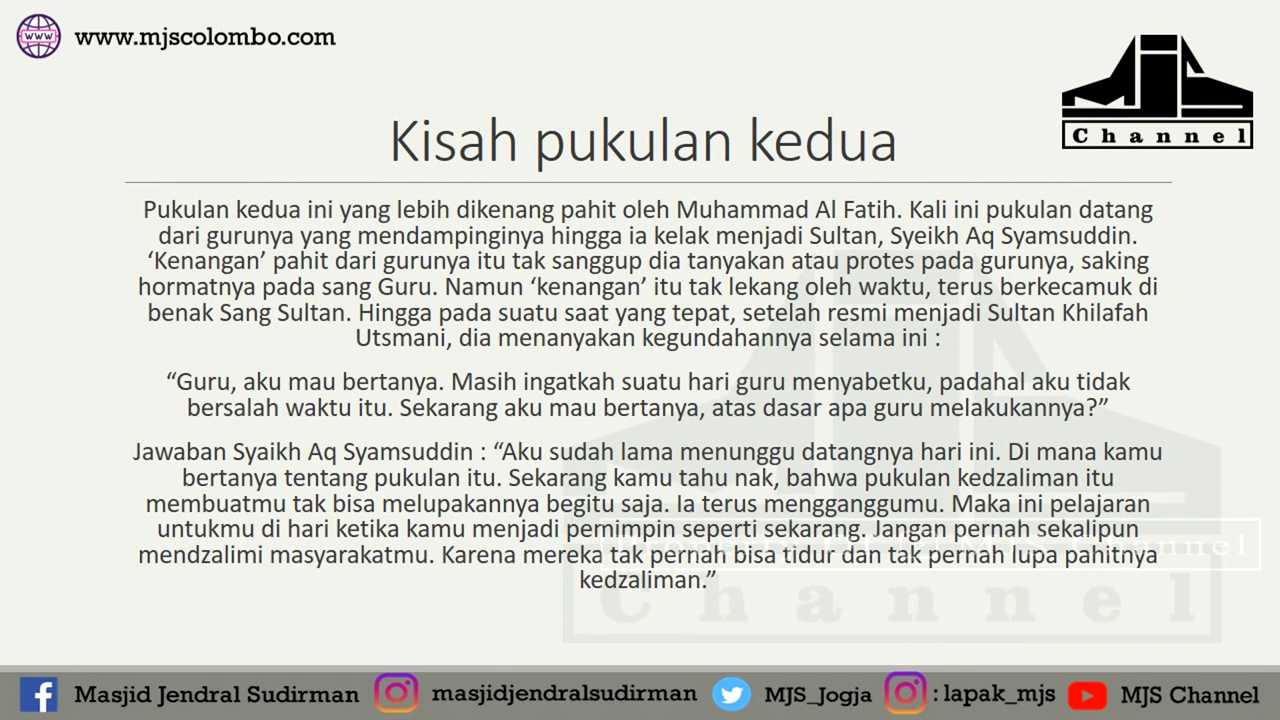 www.mjscolombo.com
MJS
Channel
Kisah pukulan kedua
Pukulan kedua ini yang lebih dikenang pahit oleh Muhammad Al Fatih. Kali ini pukulan datang
dari gurunya yang mendampinginya hingga ia kelak menjadi Sultan, Syeikh Aq Syamsuddin.
‘Kenangan’ pahit dari gurunya itu tak sanggup dia tanyakan atau protes pada gurunya, saking
hormatnya pada sang Guru. Namun ‘kenangan’ itu tak lekang oleh waktu, terus berkecamuk di
benak Sang Sultan. Hingga pada suatu saat yang tepat, setelah resmi menjadi Sultan Khilafah
Utsmani, dia menanyakan kegundahannya selama ini :
“Guru, aku mau bertanya. Masih ingatkah suatu hari guru menyabetku, padahal aku tidak
bersalah waktu itu. Sekarang aku mau bertanya, atas dasar apa guru melakukannya?”
Jawaban Syaikh Aq Syamsuddin : “Aku sudah lama menunggu datangnya hari ini. Di mana kamu
bertanya tentang pukulan itu. Sekarang kamu tahu nak, bahwa pukulan kedzaliman itu
membuatmu tak bisa melupakannya begitu saja. Ia terus mengganggumu. Maka ini pelajaran
untukmu di hari ketika kamu menjadi pemimpin seperti sekarang. Jangan pernah sekalipun
mendzalimi masyarakatmu. Karena mereka tak pernah bisa tidur dan tak pernah lupa pahitnya
kedzaliman.”
MJS Channel
Channel
Masjid Jendral Sudirman masjidjendralsudirman MJS_Jogja : lapak_mjs MJS Channel